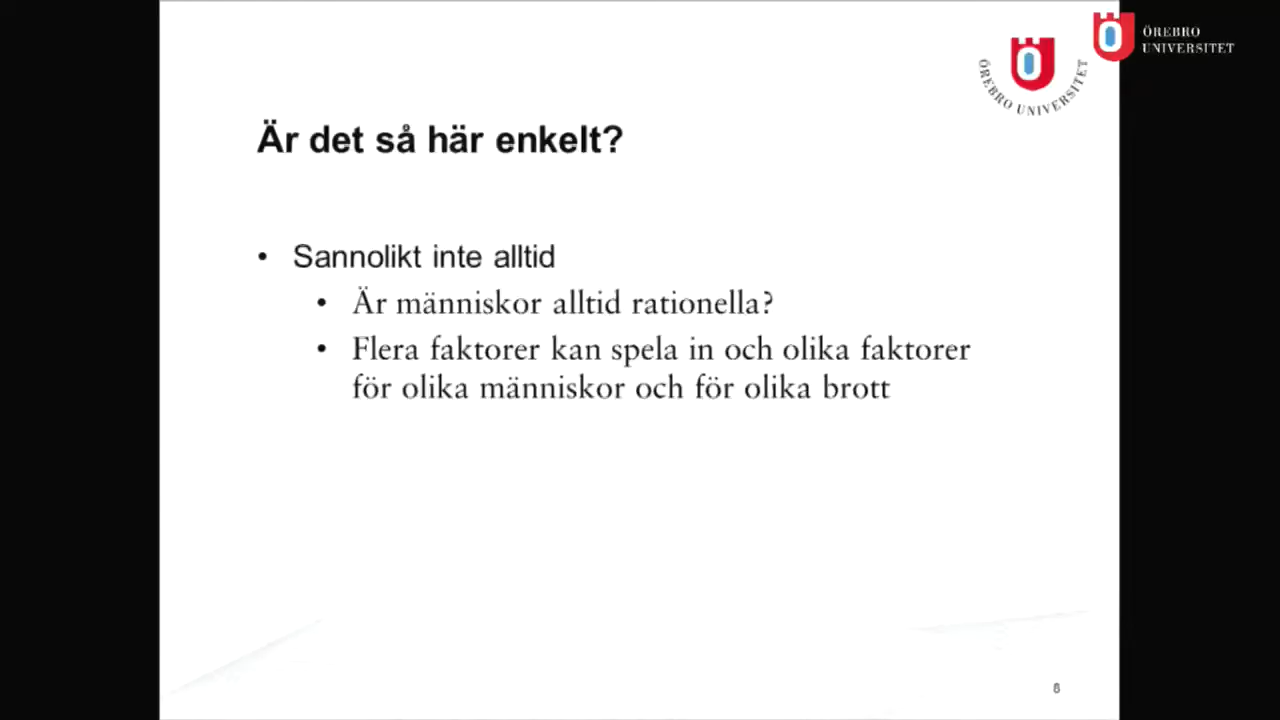 ÖREBRO
UNIVERSITET
ÖREBRO UNIVERSITET
Är det så här enkelt?
• Sannolikt inte alltid
• Är människor alltid rationella?
• Flera faktorer kan spela in och olika faktorer
för olika människor och för olika brott
8